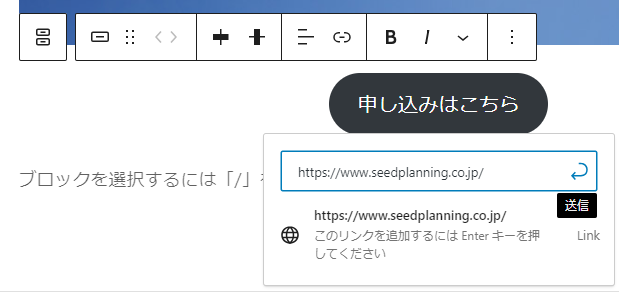 B I
申し込みはこちら
ブロックを選択するには「/」
https://www.seedplanning.co.jp/
送信
https://www.seedplanning.co.jp/
このリンクを追加するには Enter キーを押
してください
Link